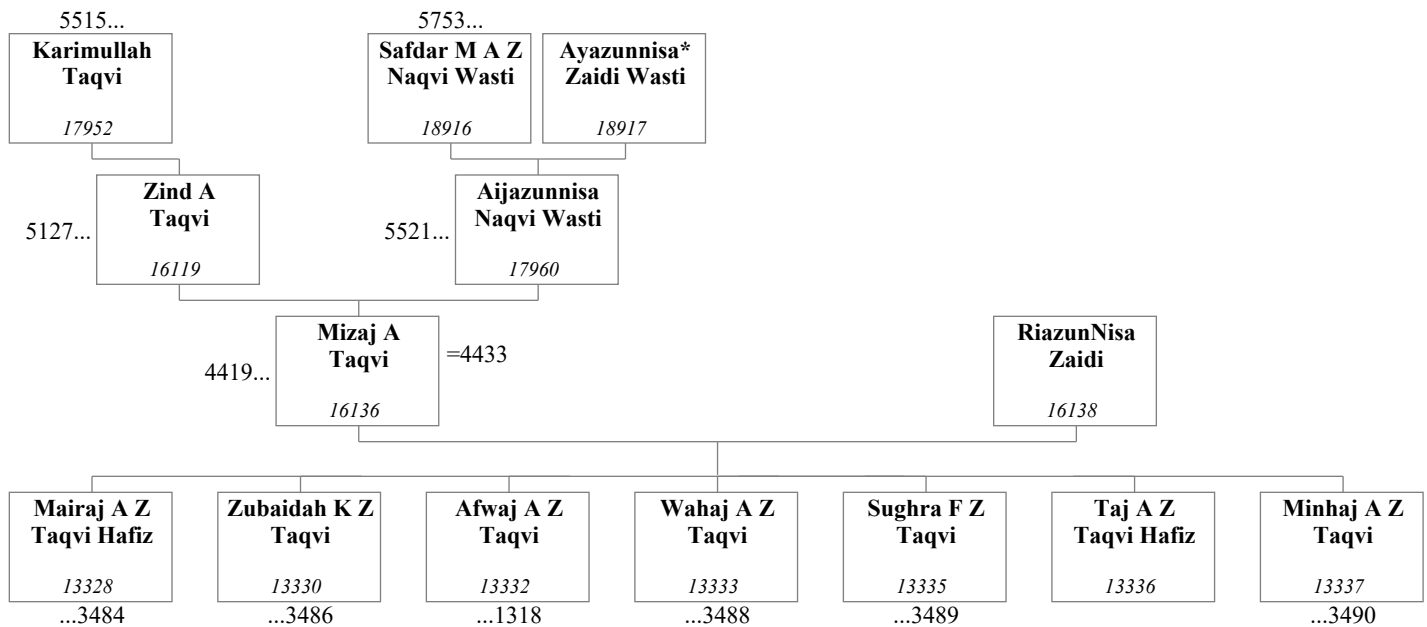 5515...
5753...
Karimullah
Taqvi
17952
Safdar M A Z
Naqvi Wasti
18916
Ayazunnisa*
Zaidi Wasti
18917
5127...
Zind A
Taqvi
16119
5521...
Aijazunnisa
Naqvi Wasti
17960
4419...
Mizaj A
Taqvi
16136
=4433
RiazunNisa
Zaidi
16138
Mairaj A Z
Taqvi Hafiz
13328
...3484
Zubaidah K Z
Taqvi
13330
...3486
Afwaj A Z
Taqvi
13332
...1318
Wahaj A Z
Taqvi
13333
...3488
Sughra F Z
Taqvi
13335
...3489
Taj A Z
Taqvi Hafiz
13336
Minhaj A Z
Taqvi
13337
...3490